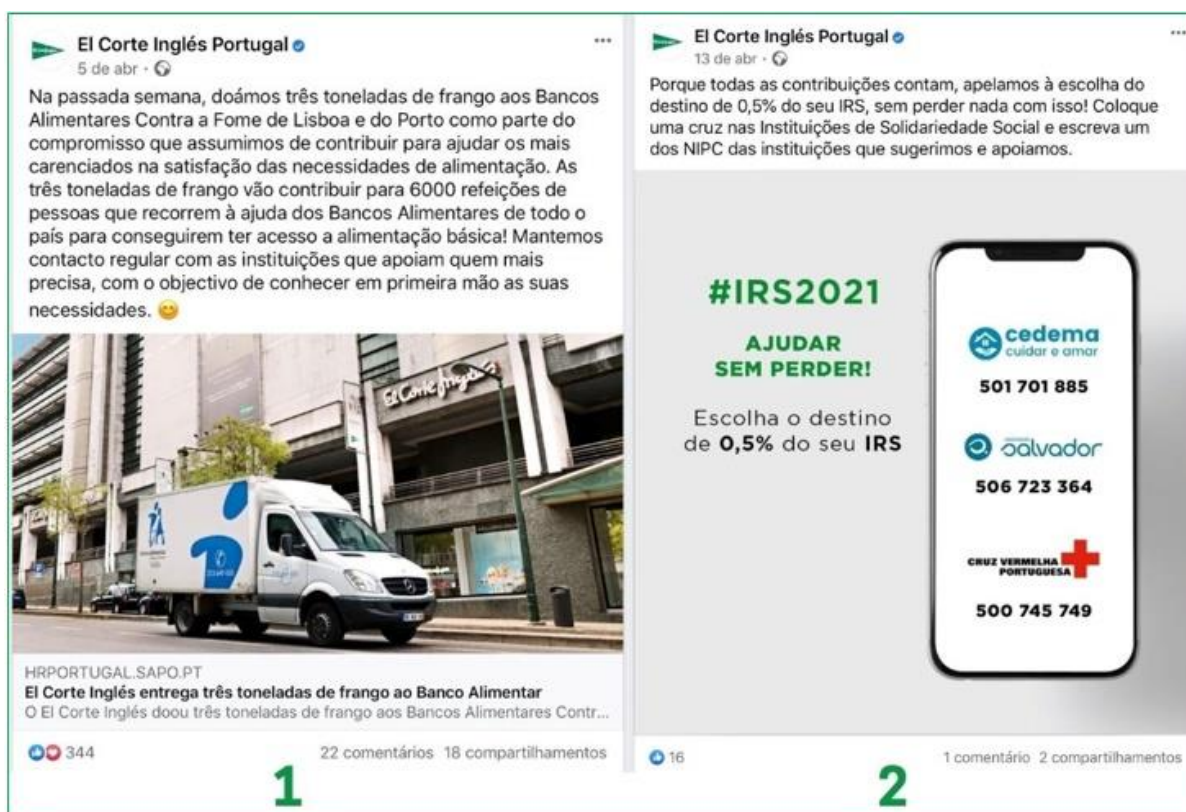 El Corte Inglés Portugal
5 de abr ·
Na passada semana, doámos três toneladas de frango aos Bancos
Alimentares Contra a Fome de Lisboa e do Porto como parte do
compromisso que assumimos de contribuir para ajudar os mais
carenciados na satisfação das necessidades de alimentação. As
três toneladas de frango vão contribuir para 6000 refeições de
pessoas que recorrem à ajuda dos Bancos Alimentares de todo o
país para conseguirem ter acesso a alimentação básica! Mantemos
contacto regular com as instituições que apoiam quem mais
precisa, com o objectivo de conhecer em primeira mão as suas
necessidades. 😊
El Corte Inglés
HRPORTUGAL.SAPO.PT
El Corte Inglés entrega três toneladas de frango ao Banco Alimentar
O El Corte Inglés doou três toneladas de frango aos Bancos Alimentares Contr...
344
22 comentários 18 compartilhamentos
1
El Corte Inglés Portugal
13 de abr ·
Porque todas as contribuições contam, apelamos à escolha do
destino de 0,5% do seu IRS, sem perder nada com isso! Coloque
uma cruz nas Instituições de Solidariedade Social e escreva um
dos NIPC das instituições que sugerimos e apoiamos.
#IRS2021
AJUDAR
SEM PERDER!
Escolha o destino
de 0,5% do seu IRS
cedema
cuidar e amar
501 701 885
salvador
506 723 364
CRUZ VERMELHA
PORTUGUESA
500 745 749
16
1 comentário 2 compartilhamentos
2